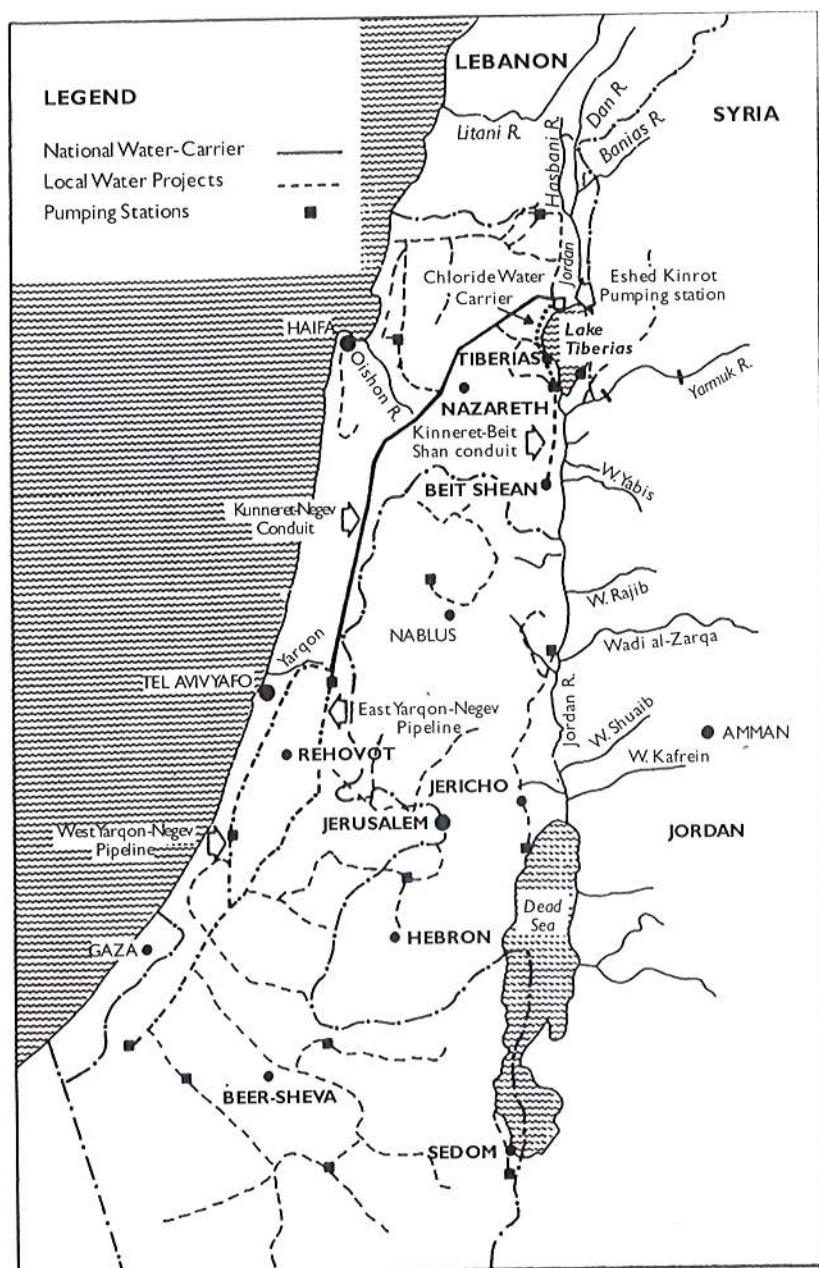 LEBANON
SYRIA
LEGEND
National Water-Carrier
Local Water Projects
Pumping Stations
Litani R.
Hasbani R.
Dan R.
Banias R.
Jordan
Chloride Water
Carrier
Eshed Kinrot
Pumping station
HAIFA
Oishon R
Lake
Tiberias
TIBERIAS
Yarmuk R.
NAZARETH
Kinneret-Beit
Shan conduit
BEIT SHEAN
W. Yabis
Kunneret-Negev
Conduit
W. Rajib
NABLUS
Wadi al-Zarqa
Yarqon
TEL AVIVYAFO
East Yarqon-Negev
Pipeline
Jordan R.
W. Shuaib
AMMAN
REHOVOT
W. Kafrein
JERICHO
West Yarqon-Negev
Pipeline
JERUSALEM
JORDAN
Dead
Sea
GAZA
HEBRON
BEER-SHEVA
SEDOM